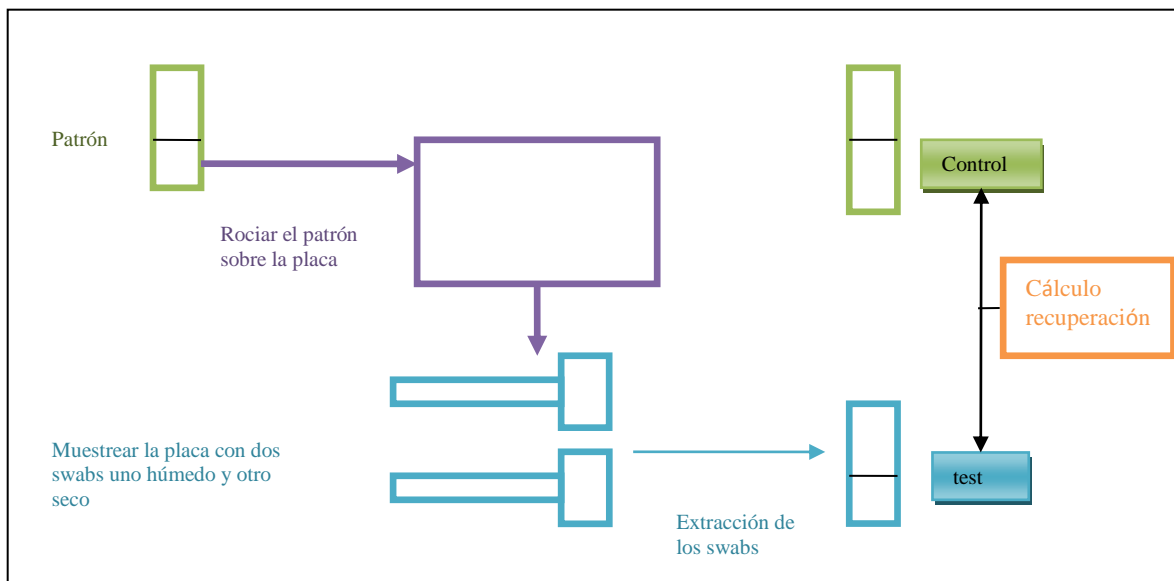 Patrón
Control
Rociar el patrón
sobre la placa
Cálculo
recuperación
Muestrear la placa con dos
swabs uno húmedo y otro
seco
test
Extracción de
los swabs